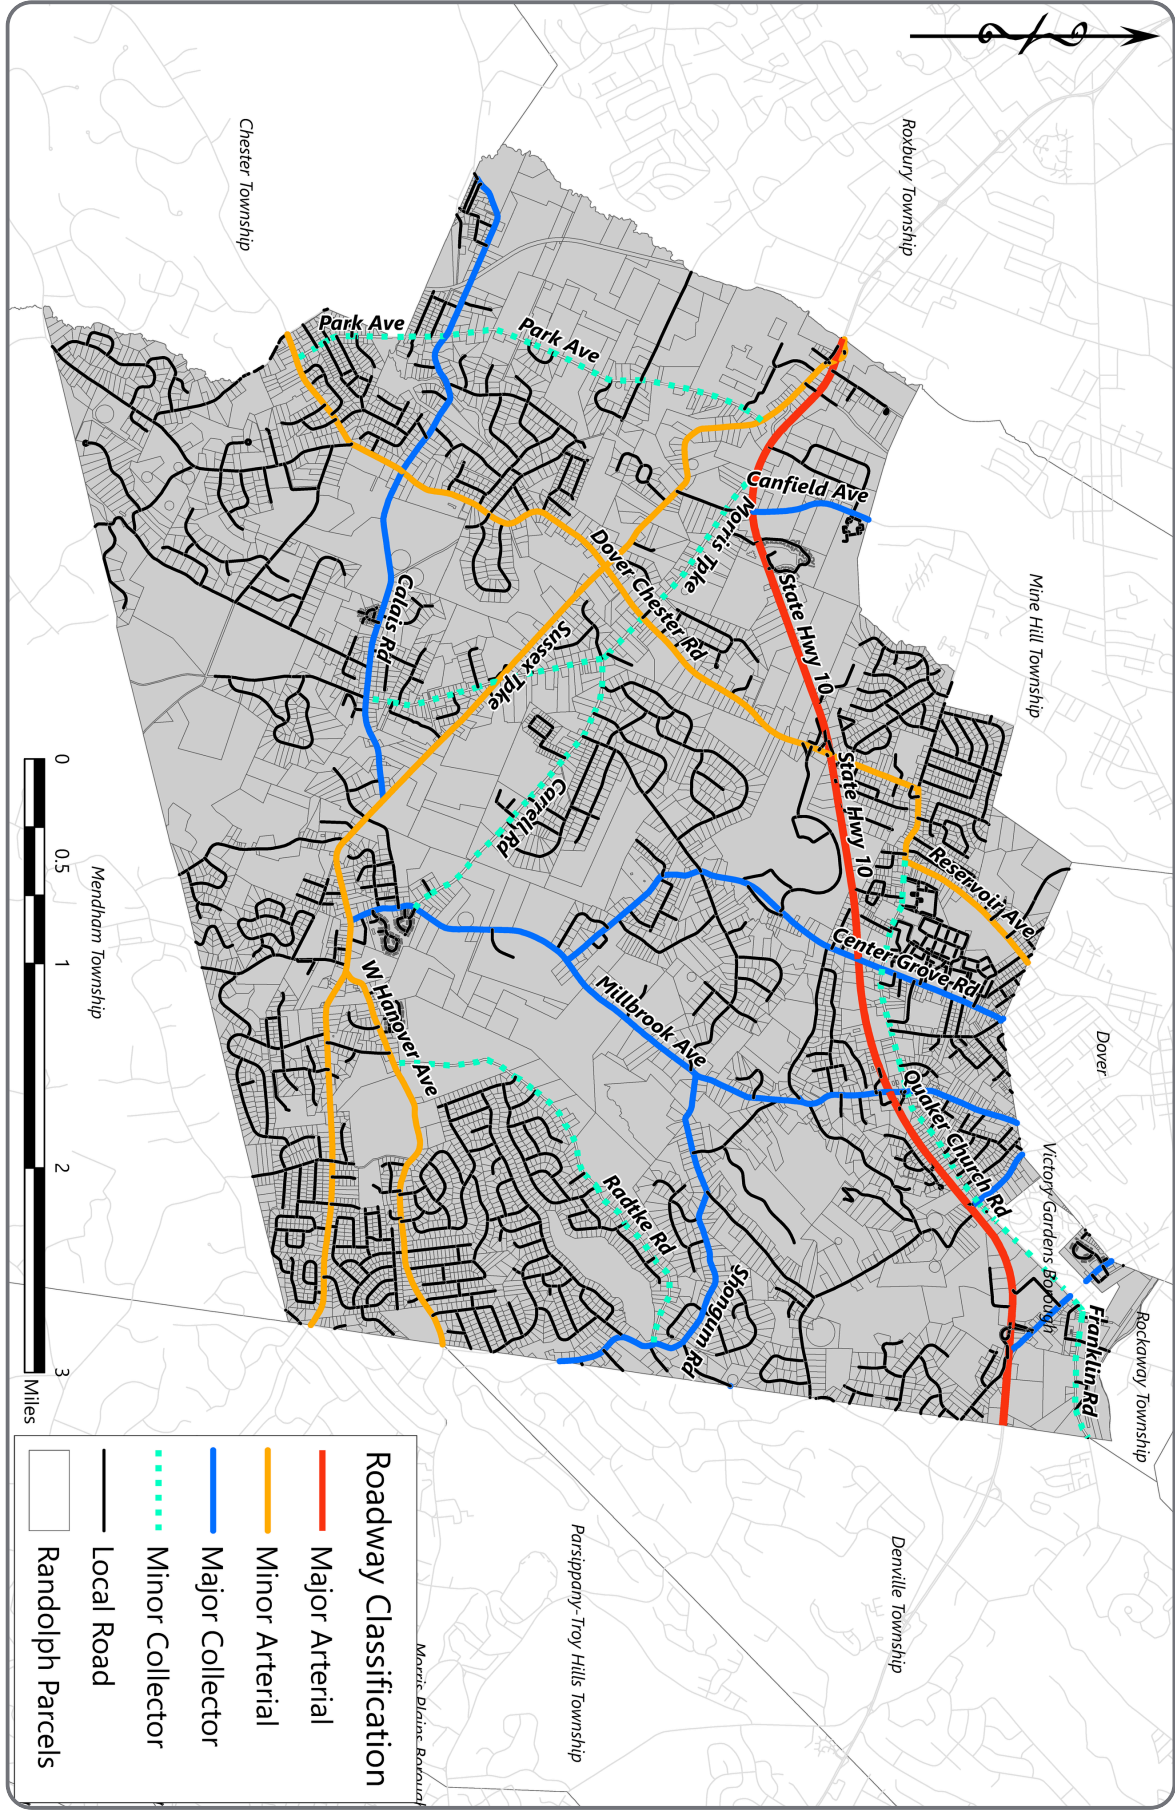 Roxbury Township
Mine Hill Township
Dover
Victory Gardens Borough
Rockaway Township
Chester Township
Mendham Township
Denville Township
Parsippany-Troy Hills Township
Morris Plains Borough
Park Ave
Park Ave
Canfield Ave
Morris Tpke
State Hwy 10
State Hwy 10
Dover Chester Rd
Sussex Tpke
Calais Rd
Carrell Rd
Reservoir Ave
Center Grove Rd
Quaker Church Rd
Franklin Rd
Millbrook Ave
W Hanover Ave
Radtke Rd
Shongum Rd
0 0.5 1 2 3
Miles
Roadway Classification
Major Arterial
Minor Arterial
Major Collector
Minor Collector
Local Road
Randolph Parcels